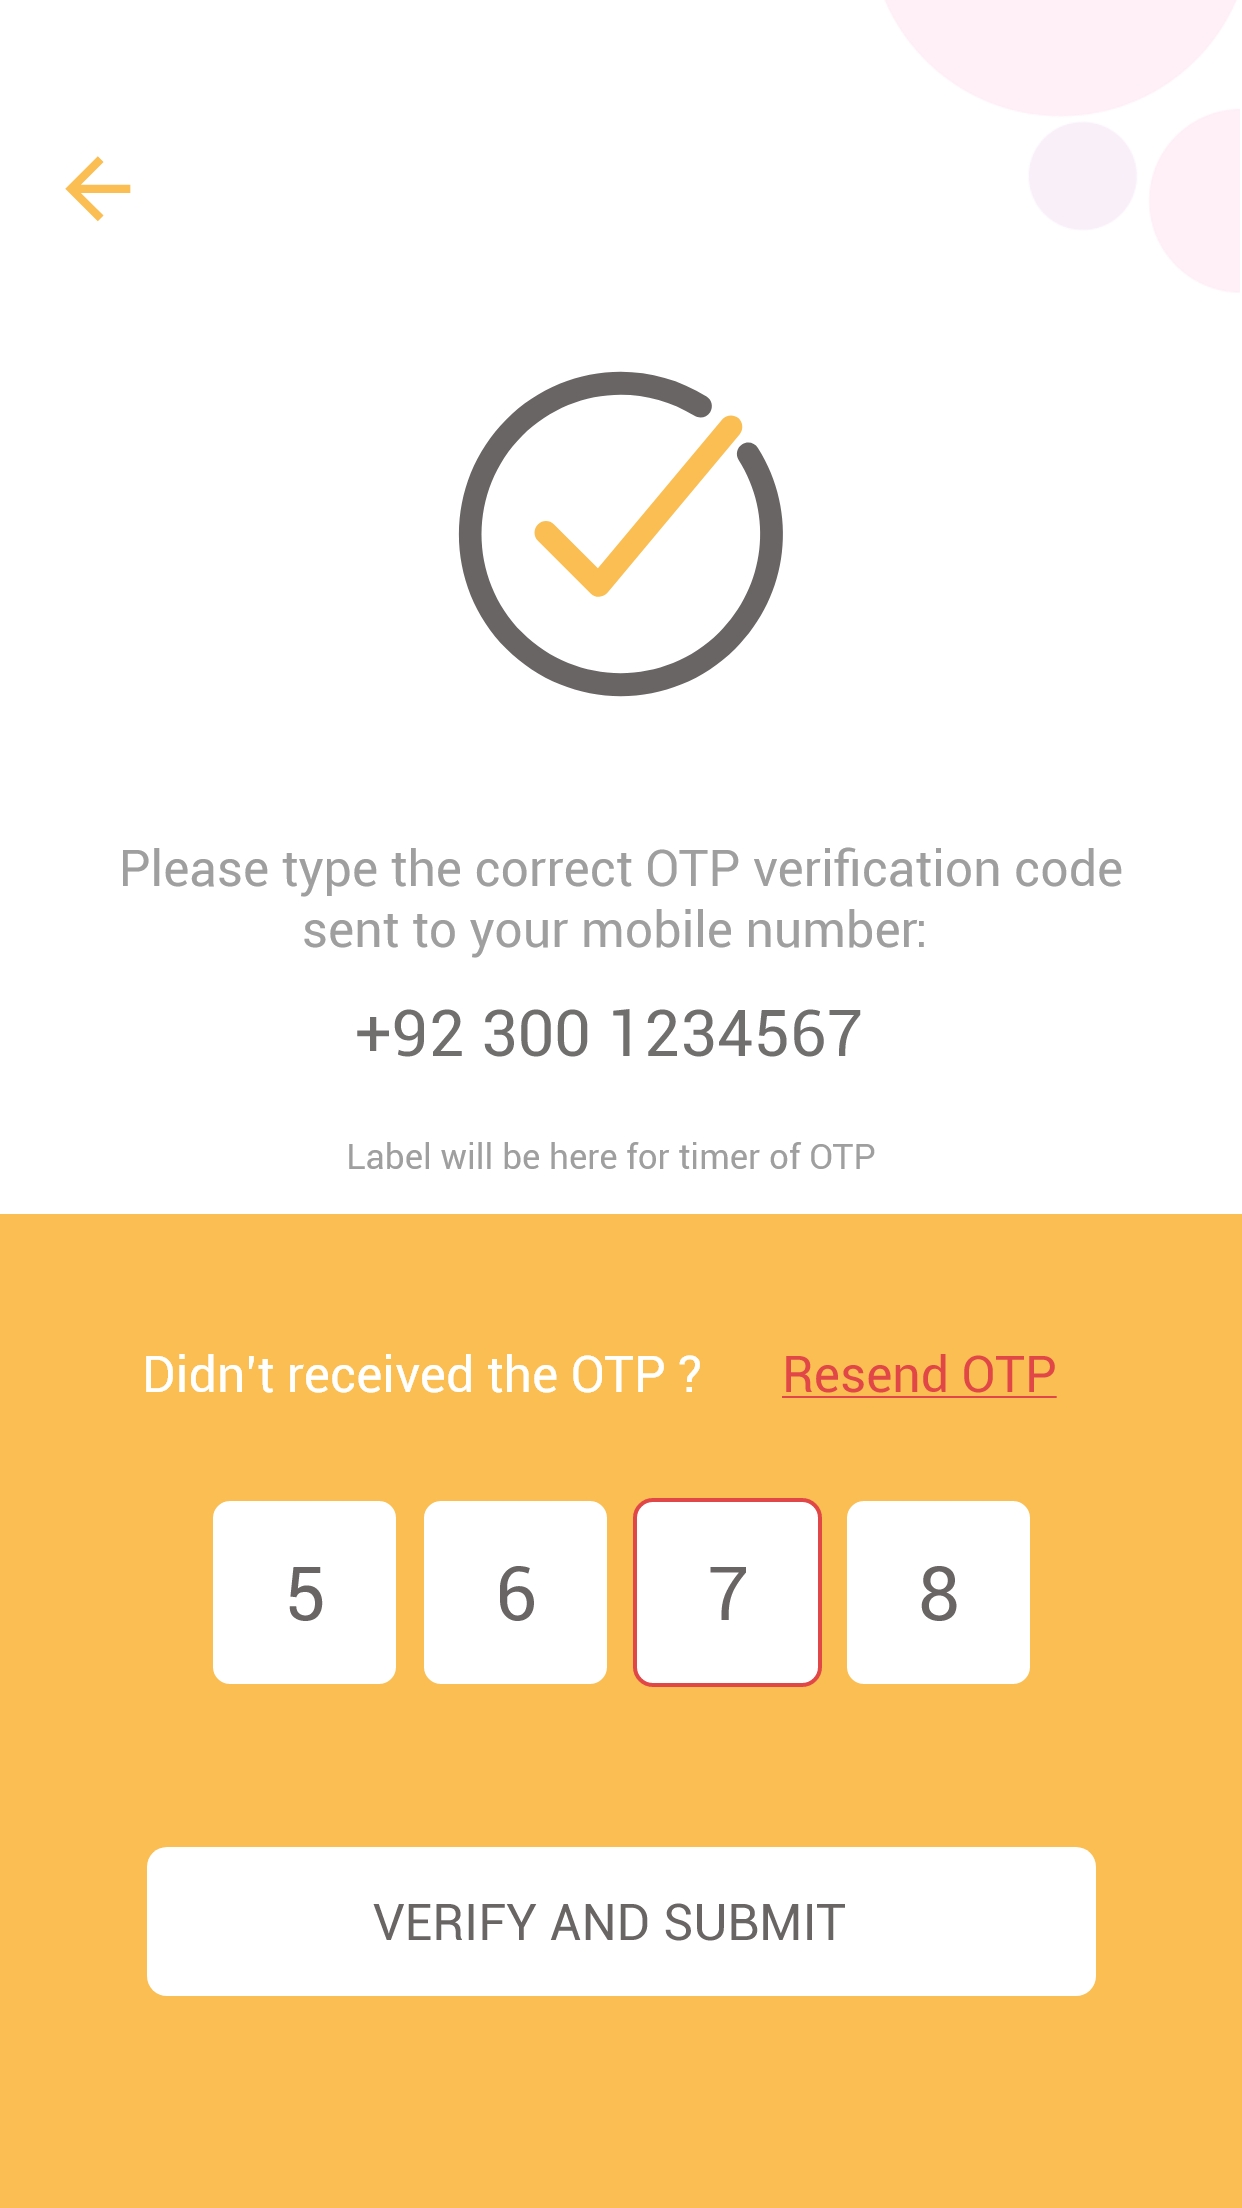 Please type the correct OTP verification code
sent to your mobile number:
+92 300 1234567
Label will be here for timer of OTP
Didn't received the OTP ? Resend OTP
5 6 7 8
VERIFY AND SUBMIT